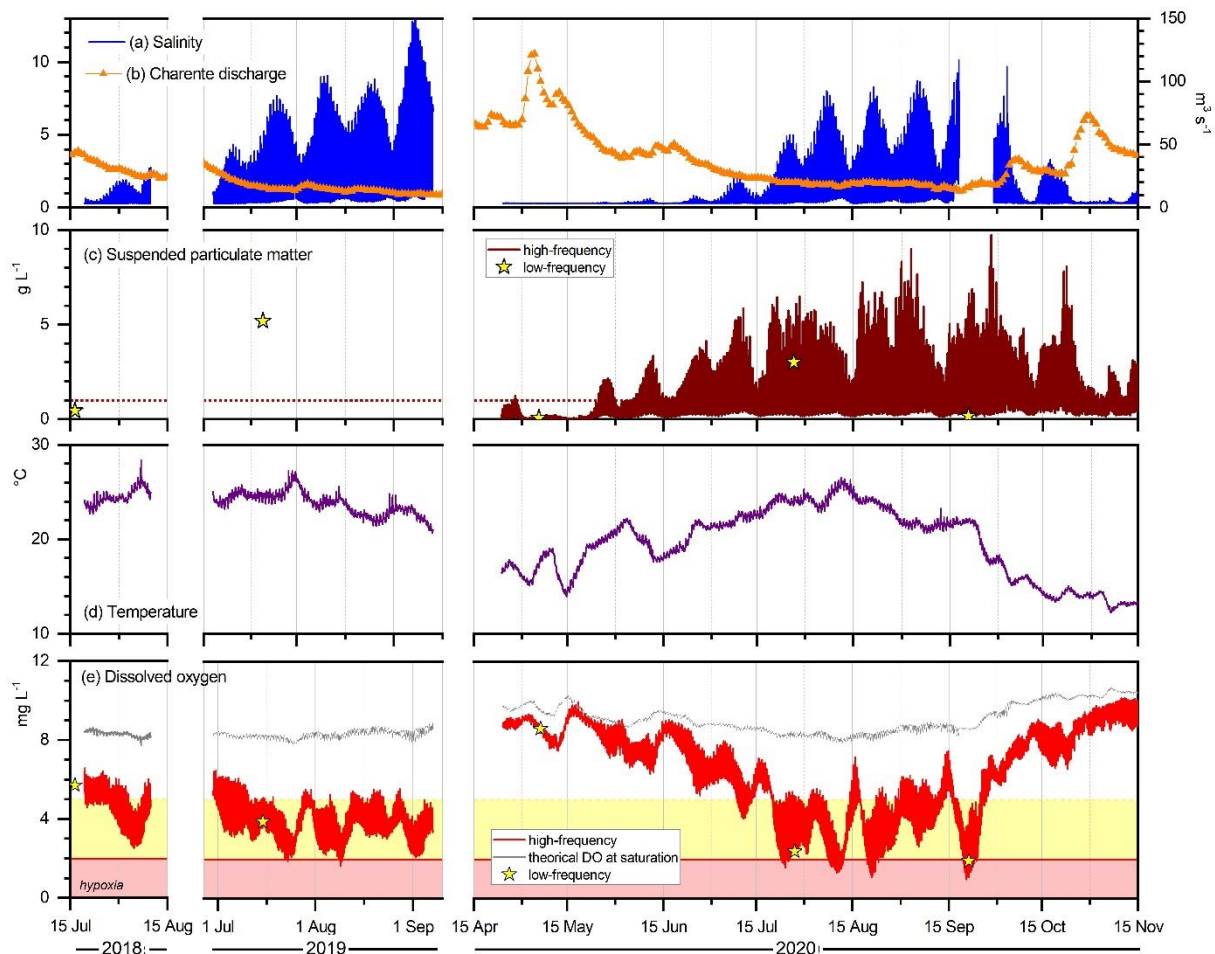 (a) Salinity
(b) Charente discharge
150
100
50
0
m³ s⁻¹
10
5
0
(c) Suspended particulate matter
high-frequency
low-frequency
10
5
0
g L⁻¹
(d) Temperature
30
20
10
°C
(e) Dissolved oxygen
high-frequency
theorical DO at saturation
low-frequency
hypoxia
12
8
4
0
mg L⁻¹
15 Jul 15 Aug 1 Jul 1 Aug 1 Sep 15 Apr 15 May 15 Jun 15 Jul 15 Aug 15 Sep 15 Oct 15 Nov
2018 2019 2020